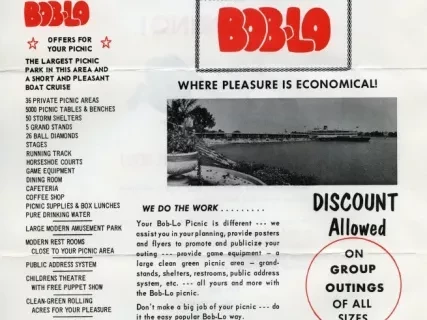 BOB-LO
OFFERS FOR
YOUR PICNIC
THE LARGEST PICNIC
PARK IN THIS AREA AND
A SHORT AND PLEASANT
BOAT CRUISE
35 PRIVATE PICNIC AREAS
5000 PICNIC TABLES & BENCHES
50 STORM SHELTERS
5 GRAND STANDS
26 BALL DIAMONDS
STAGES
RUNNING TRACK
HORSESHOE COURTS
GAME EQUIPMENT
DINING ROOM
CAFETERIA
COFFEE SHOP
PICNIC SUPPLIES & BOX LUNCHES
PURE DRINKING WATER
LARGE MODERN AMUSEMENT PARK
MODERN REST ROOMS
CLOSE TO YOUR PICNIC AREA
PUBLIC ADDRESS SYSTEM
CHILDRENS THEATRE
WITH FREE PUPPET SHOW
CLEAN-GREEN ROLLING
ACRES FOR YOUR PLEASURE
BOB-LO
WHERE PLEASURE IS ECONOMICAL!
WE DO THE WORK . . . . . . . . .
Your Bob-Lo Picnic is different --- we
assist you in your planning, provide posters
and flyers to promote and publicize your
outing --- provide game equipment – a
large clean green picnic area – grand-
stands, shelters, restrooms, public address
system, etc. --- all yours and more with
the Bob-Lo picnic.
Don't make a big job of your picnic --- do
it the easy popular Bob-Lo way.
DISCOUNT
Allowed
ON
GROUP
OUTINGS
OF ALL
SIZES